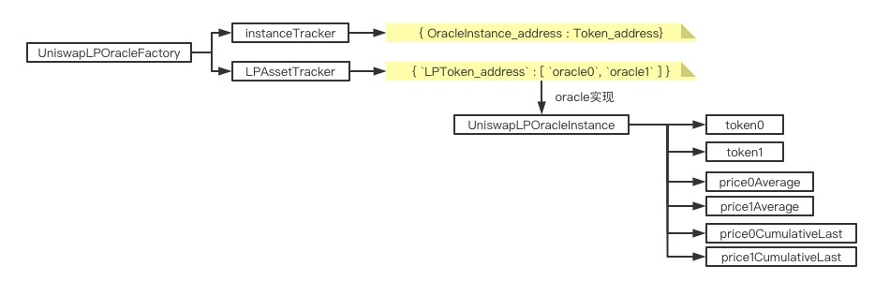 UniswapLPOracleFactory
instanceTracker
{ OracleInstance_address : Token_address}
LPAssetTracker
{ `LPToken_address` : [ `oracle0`, `oracle1` ] }
oracle实现
UniswapLPOracleInstance
token0
token1
price0Average
price1Average
price0CumulativeLast
price1CumulativeLast